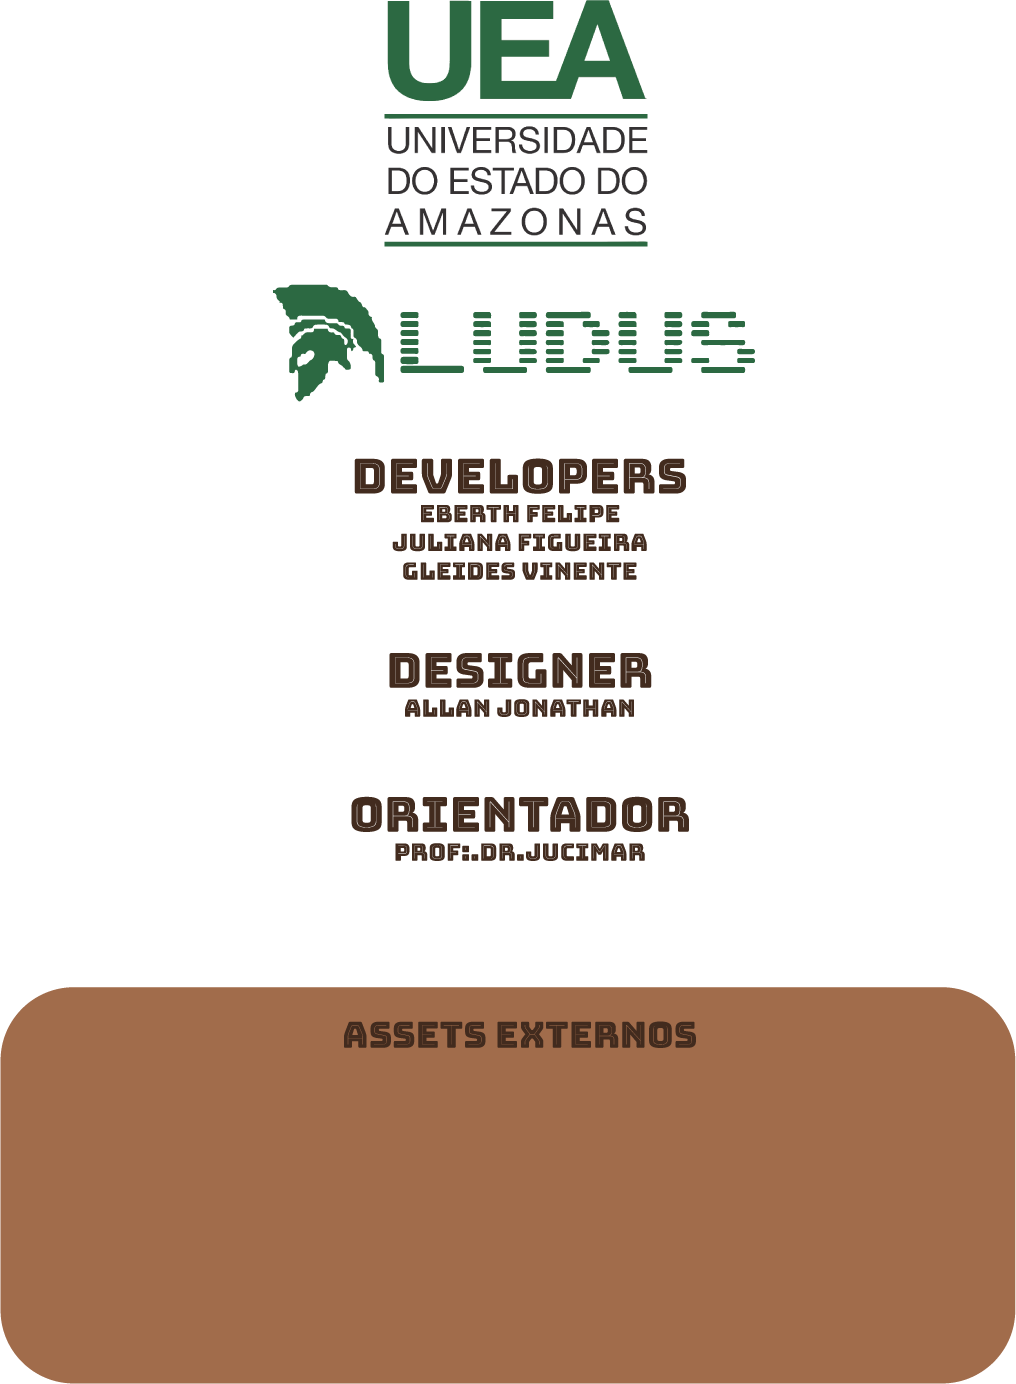 UEA
UNIVERSIDADE
DO ESTADO DO
AMAZONAS
LUDUS
DEVELOPERS
EBERTH FELIPE
JULIANA FIGUEIRA
GLEIDES VINENTE
DESIGNER
ALLAN JONATHAN
ORIENTADOR
PROF:.DR.JUCIMAR
ASSETS EXTERNOS